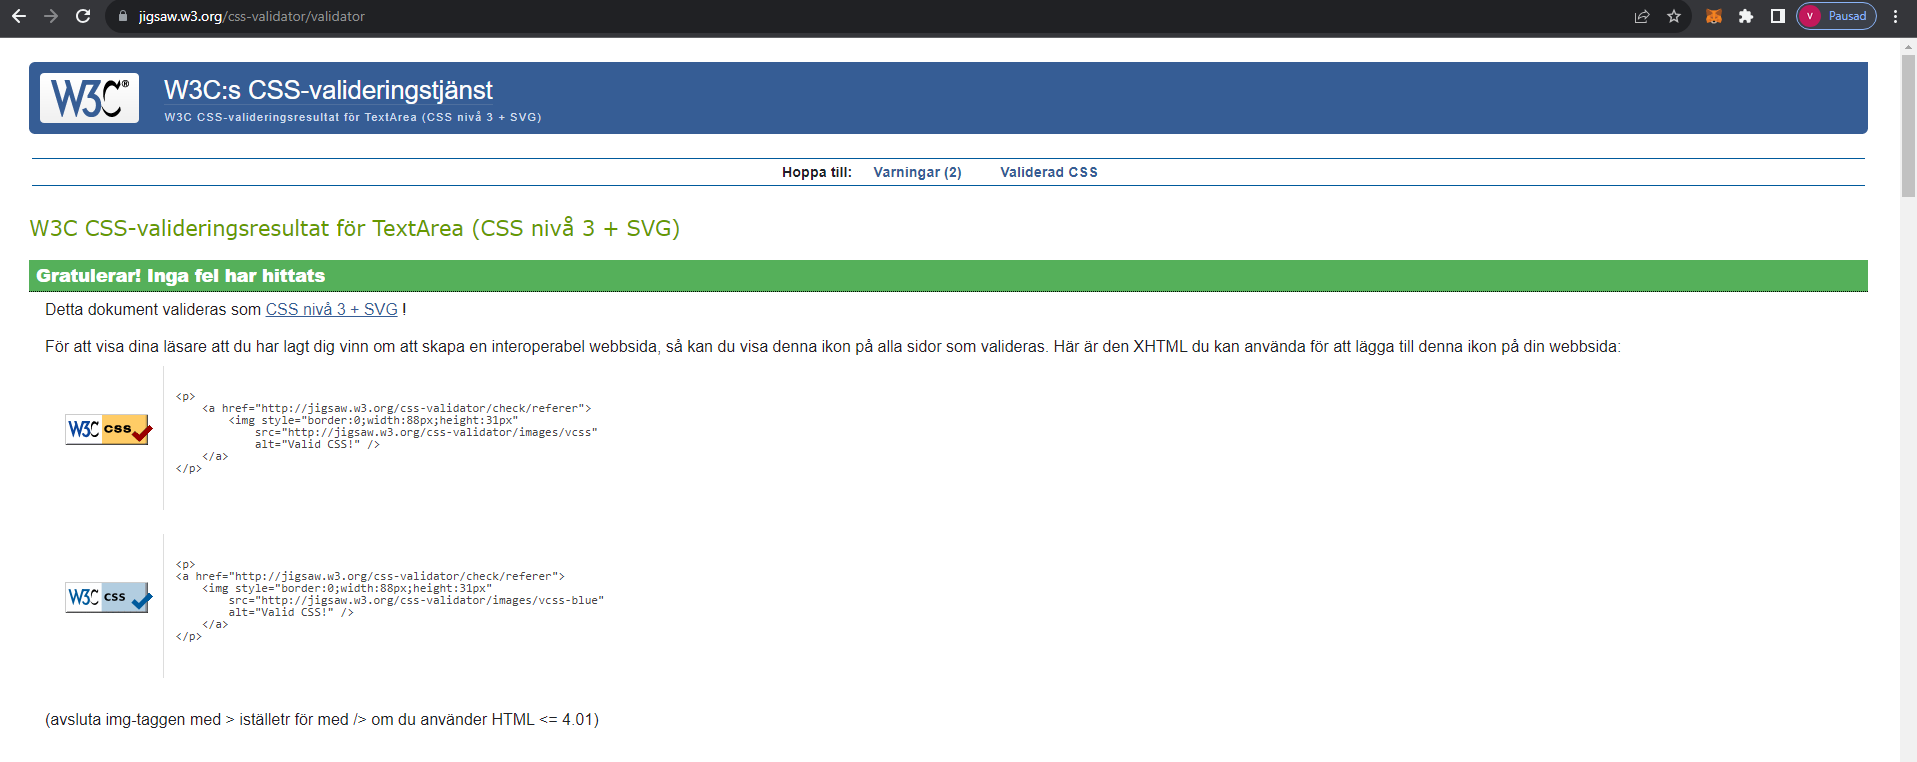 jigsaw.w3.org/css-validator/validator
V Pausad
W3C® W3C:s CSS-valideringstjänst
W3C CSS-valideringsresultat för TextArea (CSS nivå 3 + SVG)
Hoppa till: Varningar (2) Validerad CSS
W3C CSS-valideringsresultat för TextArea (CSS nivå 3 + SVG)
Gratulerar! Inga fel har hittats
Detta dokument valideras som CSS nivå 3 + SVG !
För att visa dina läsare att du har lagt dig vinn om att skapa en interoperabel webbsida, så kan du visa denna ikon på alla sidor som valideras. Här är den XHTML du kan använda för att lägga till denna ikon på din webbsida:
W3C css
<p>
    <a href="http://jigsaw.w3.org/css-validator/check/referer">
        <img style="border:0;width:88px;height:31px"
            src="http://jigsaw.w3.org/css-validator/images/vcss"
            alt="Valid CSS!" />
    </a>
</p>
W3C css
<p>
<a href="http://jigsaw.w3.org/css-validator/check/referer">
    <img style="border:0;width:88px;height:31px"
        src="http://jigsaw.w3.org/css-validator/images/vcss-blue"
        alt="Valid CSS!" />
    </a>
</p>
(avsluta img-taggen med > iställetr för med /> om du använder HTML <= 4.01)